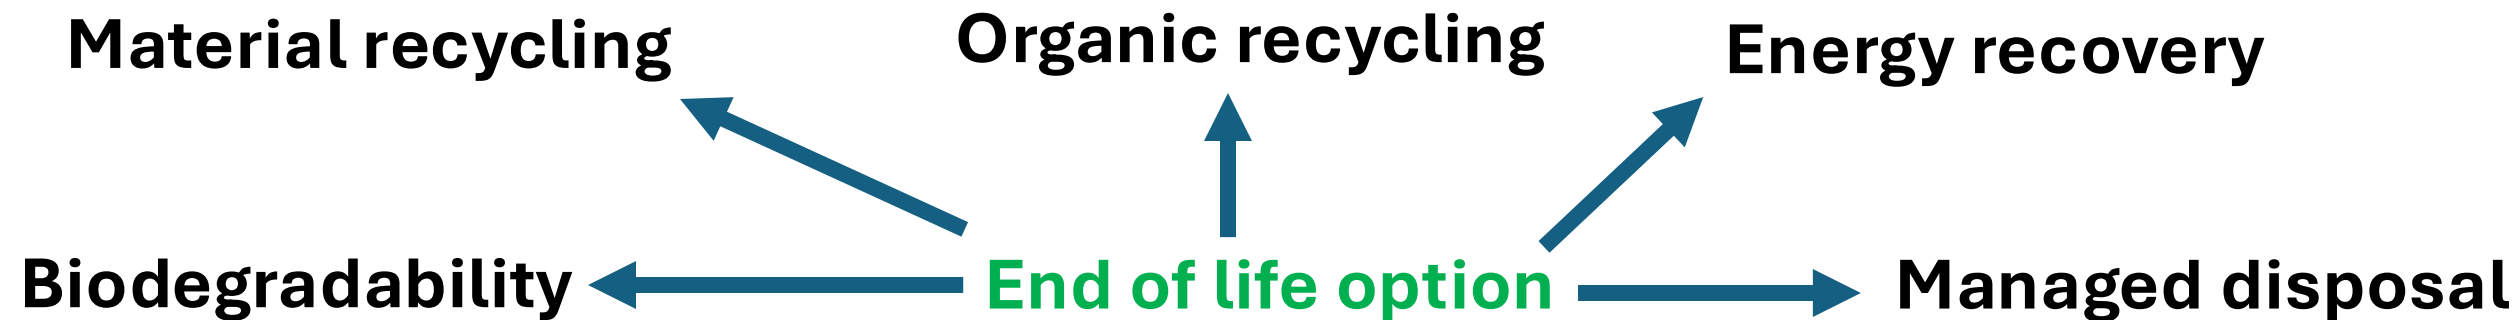 Material recycling
Organic recycling
Energy recovery
Biodegradability
End of life option
Managed disposal